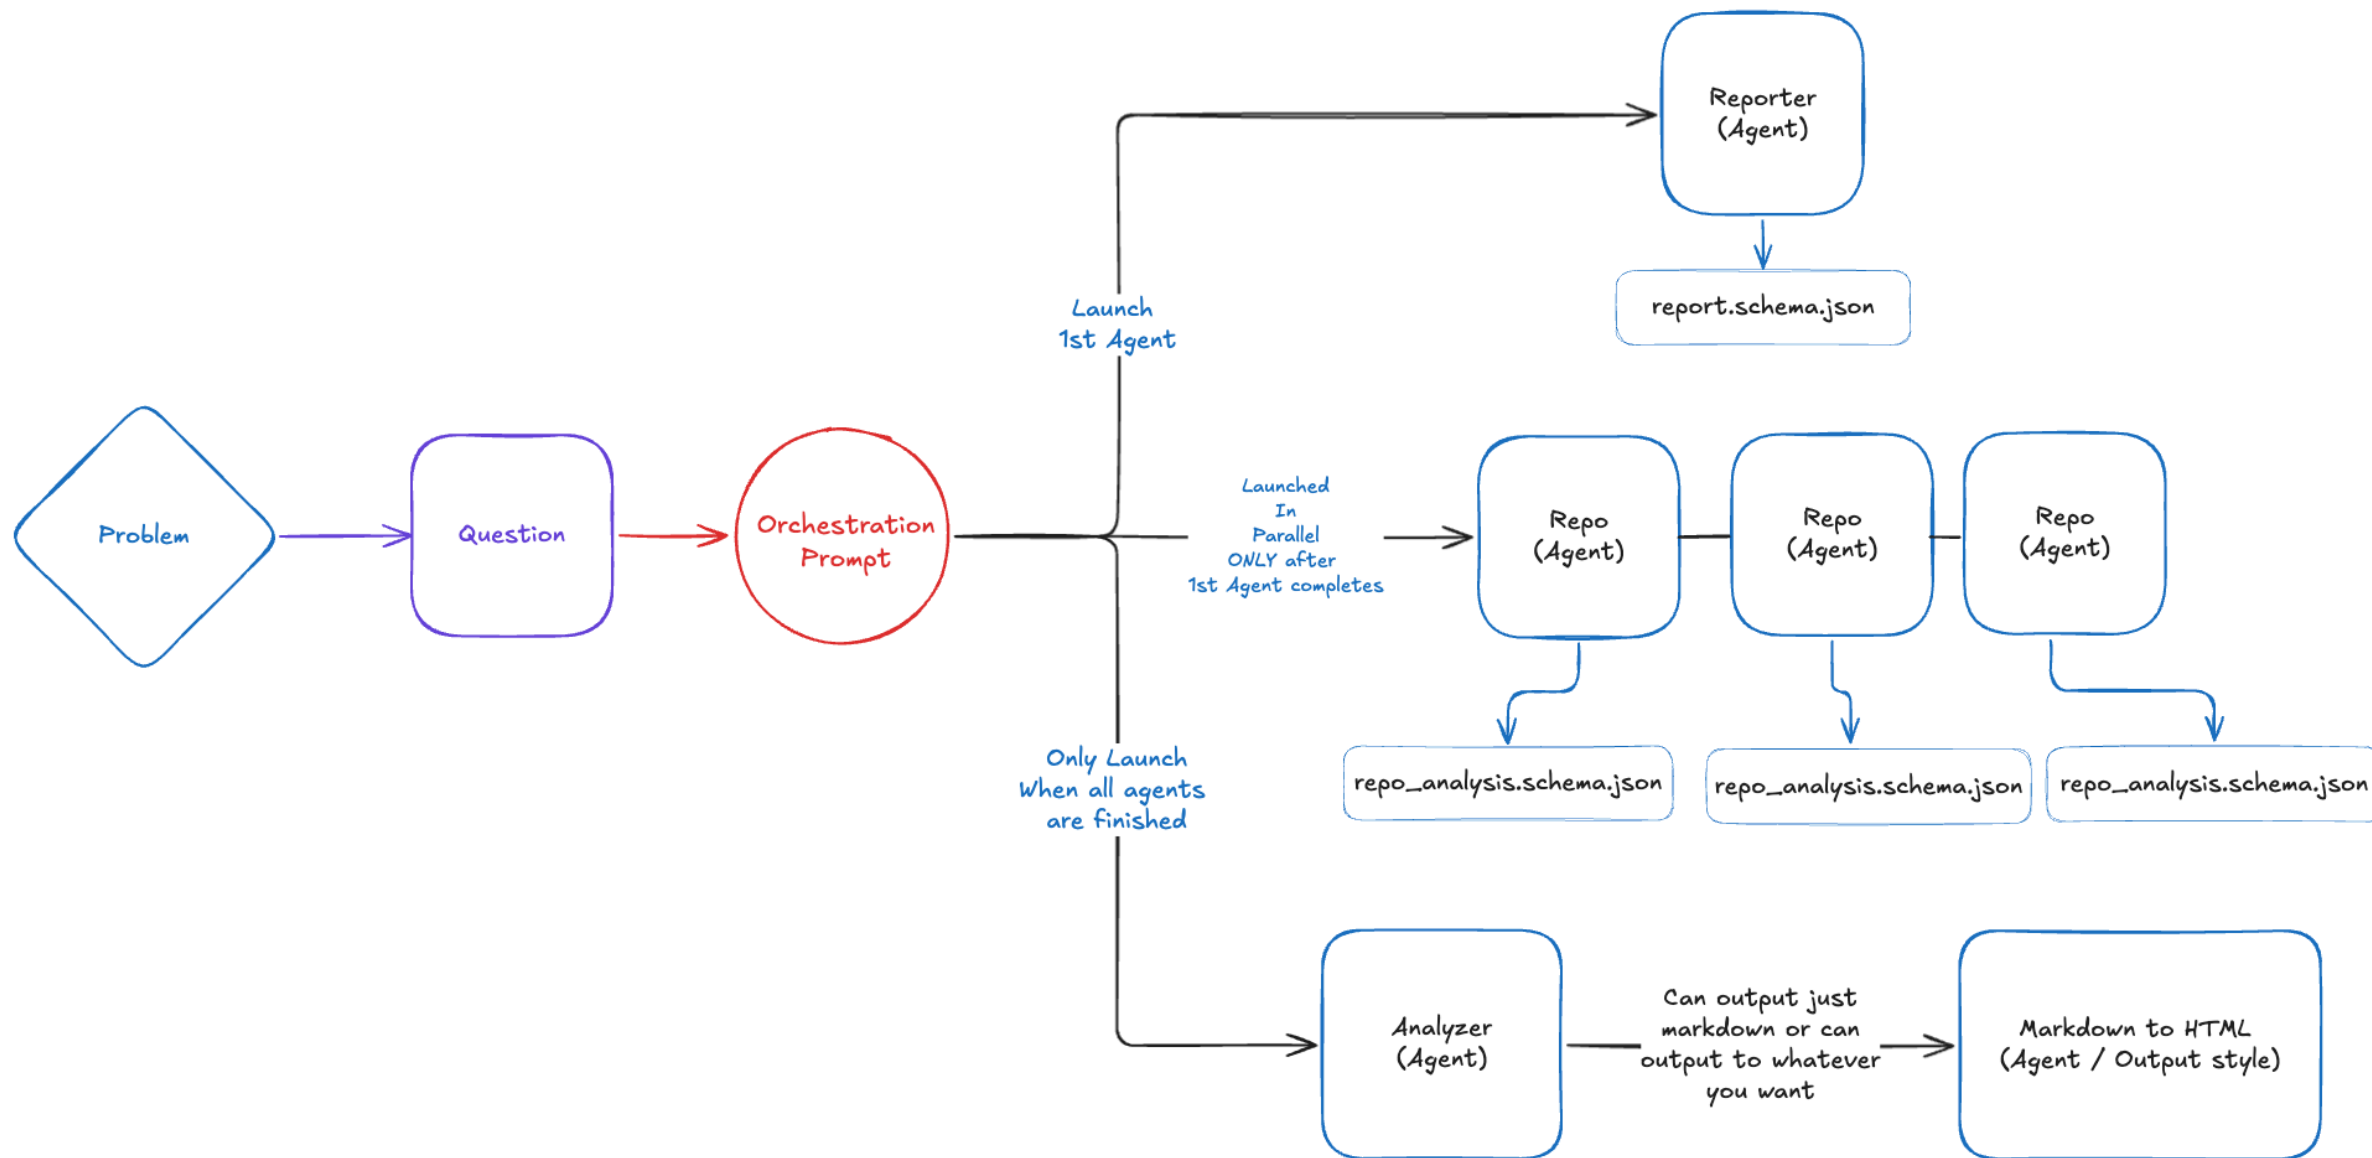 Reporter
(Agent)
report.schema.json
Launch
1st Agent
Problem
Question
Orchestration
Prompt
Launched
In
Parallel
ONLY after
1st Agent completes
Repo
(Agent)
Repo
(Agent)
Repo
(Agent)
repo_analysis.schema.json
repo_analysis.schema.json
repo_analysis.schema.json
Only Launch
When all agents
are finished
Analyzer
(Agent)
Can output just
markdown or can
output to whatever
you want
Markdown to HTML
(Agent / Output style)